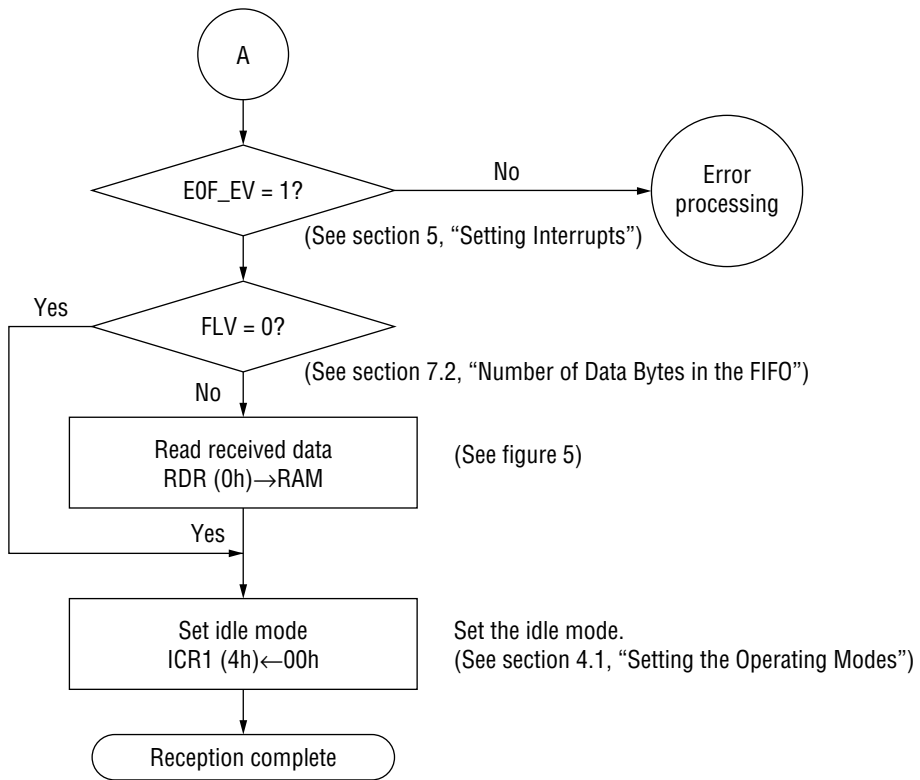 A
E0F_EV = 1?
No
Error
processing
(See section 5, “Setting Interrupts”)
Yes
FLV = 0?
(See section 7.2, “Number of Data Bytes in the FIFO”)
No
Read received data
RDR (0h)→RAM
(See figure 5)
Yes
Set idle mode
ICR1 (4h)←00h
Set the idle mode.
(See section 4.1, “Setting the Operating Modes”)
Reception complete